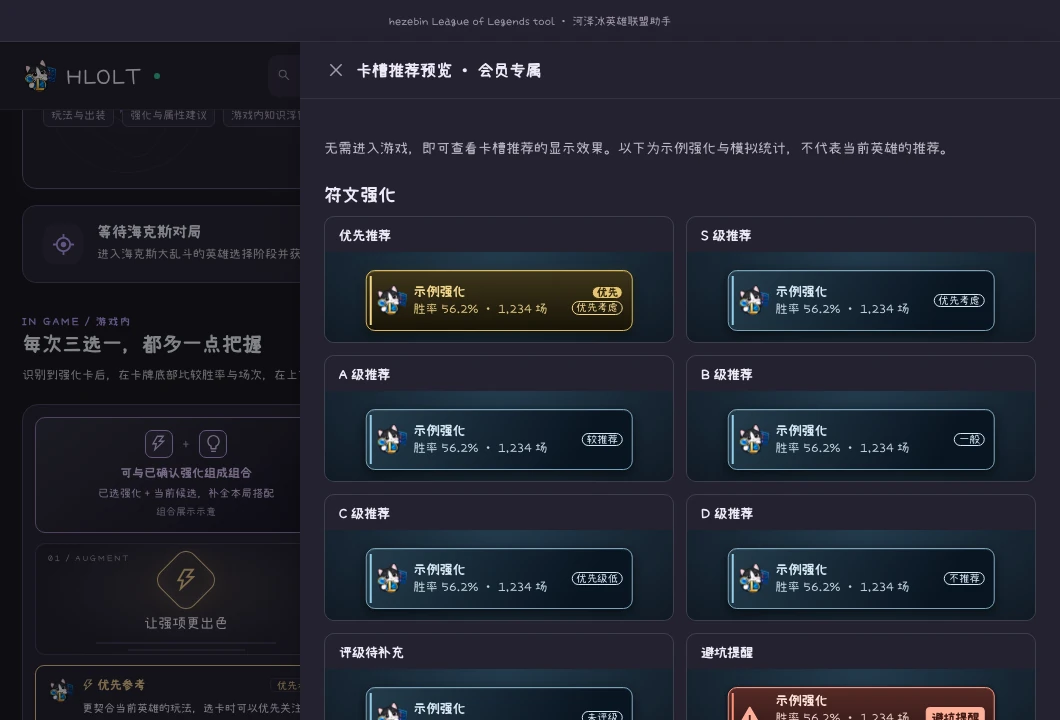 hezebin League of Legends tool · 河泽冰英雄联盟助手
HLOLT
玩法与出装
强化与属性建议
等待海克斯对局
进入海克斯大乱斗的英雄选择阶段并获
IN GAME / 游戏内
每次三选一，都多一点把握
识别到强化卡后，在卡牌底部比较胜率与场次，在上
+
可与已确认强化组成组合
已选强化 + 当前候选，补全本局搭配
组合展示示意
01 / AUGMENT
让强项更出色
优先参考
更契合当前英雄的玩法，选卡时可以优先关注
卡槽推荐预览 · 会员专属
无需进入游戏，即可查看卡槽推荐的显示效果。以下为示例强化与模拟统计，不代表当前英雄的推荐。
符文强化
优先推荐
示例强化
优先
胜率 56.2% · 1,234 场
优先考虑
S 级推荐
示例强化
胜率 56.2% · 1,234 场
优先考虑
A 级推荐
示例强化
胜率 56.2% · 1,234 场
较推荐
B 级推荐
示例强化
胜率 56.2% · 1,234 场
一般
C 级推荐
示例强化
胜率 56.2% · 1,234 场
优先级低
D 级推荐
示例强化
胜率 56.2% · 1,234 场
不推荐
评级待补充
示例强化
胜率 56.2% · 1,234 场
未评级
避坑提醒
示例强化
胜率 56.2% · 1,234 场
避坑提醒